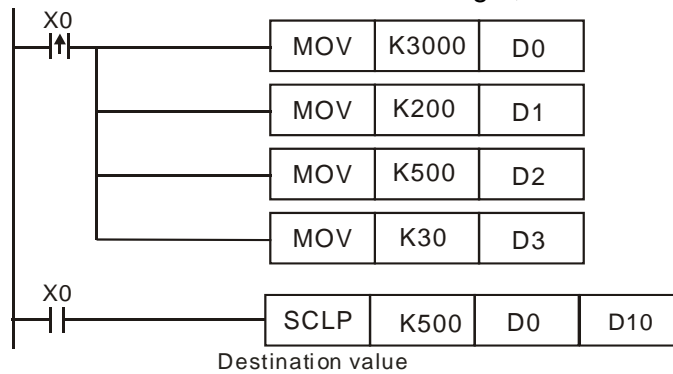 X0
MOV K3000 D0
MOV K200 D1
MOV K500 D2
MOV K30 D3
X0
SCLP K500 D0 D10
Destination value